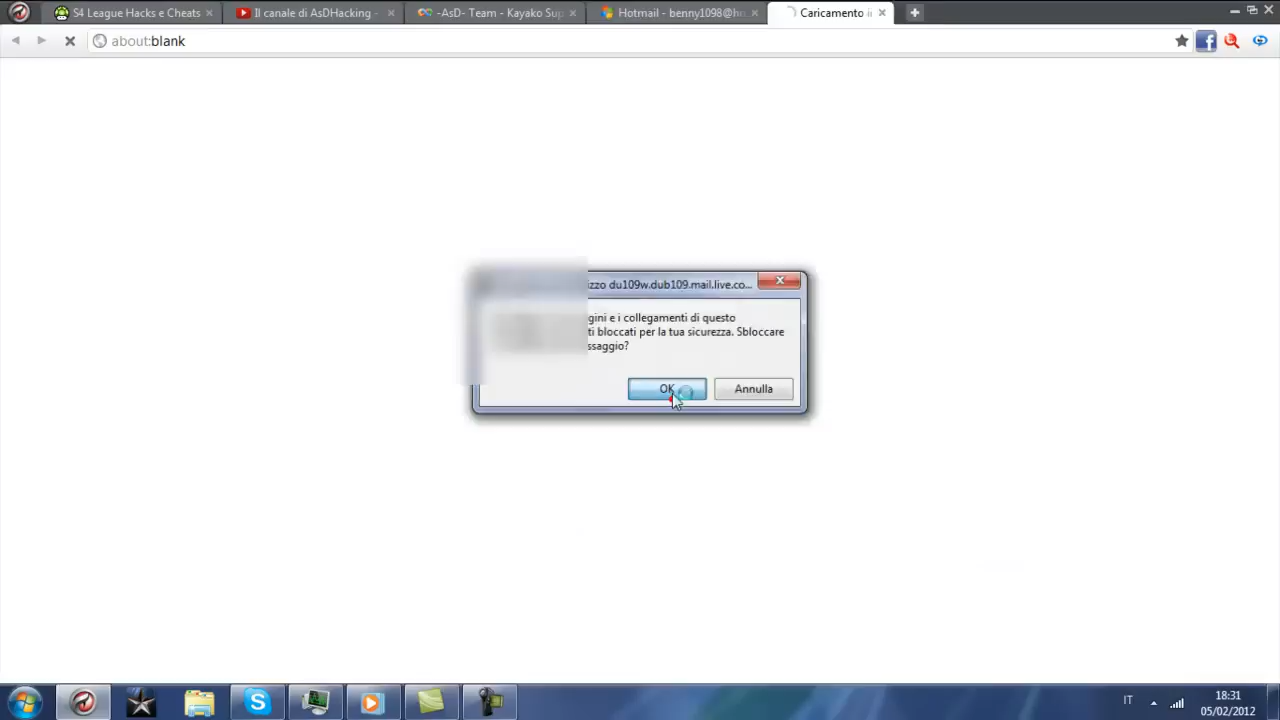 S4 League Hacks e Cheats
Il canale di AsDHacking -
-AsD- Team - Kayako Sup
Hotmail - benny1098@ho
Caricamento i
about:blank
izzo du109w.dub109.mail.live.co...
gini e i collegamenti di questo
ti bloccati per la tua sicurezza. Sbloccare
ssaggio?
OK
Annulla
IT
18:31
05/02/2012